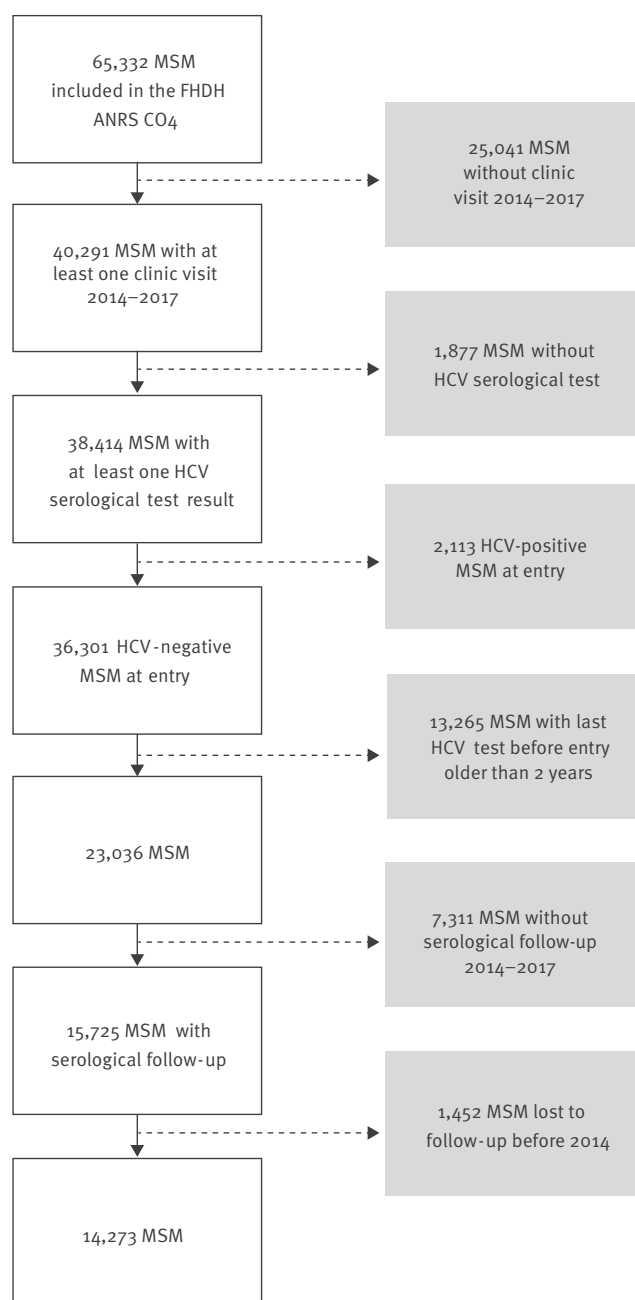 65,332 MSM
included in the FHDH
ANRS CO4
25,041 MSM
without clinic
visit 2014–2017
40,291 MSM with at
least one clinic visit
2014–2017
1,877 MSM without
HCV serological test
38,414 MSM with
at least one HCV
serological test result
2,113 HCV-positive
MSM at entry
36,301 HCV-negative
MSM at entry
13,265 MSM with last
HCV test before entry
older than 2 years
23,036 MSM
7,311 MSM without
serological follow-up
2014–2017
15,725 MSM with
serological follow-up
1,452 MSM lost to
follow-up before 2014
14,273 MSM